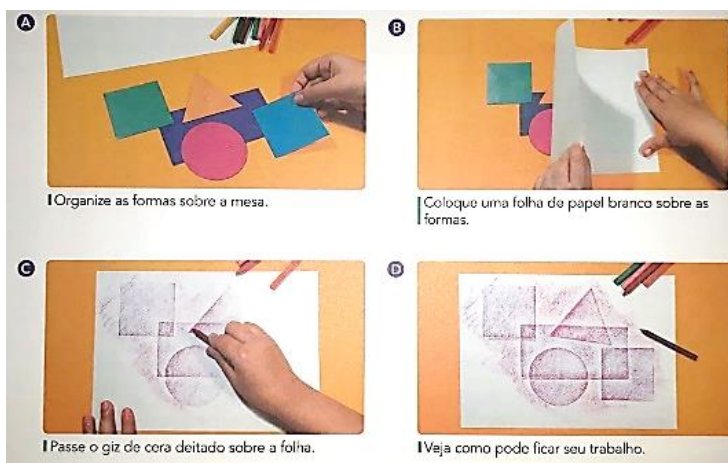 A
Organize as formas sobre a mesa.
B
Coloque uma folha de papel branco sobre as
formas.
C
Passe o giz de cera deitado sobre a folha.
D
Veja como pode ficar seu trabalho.